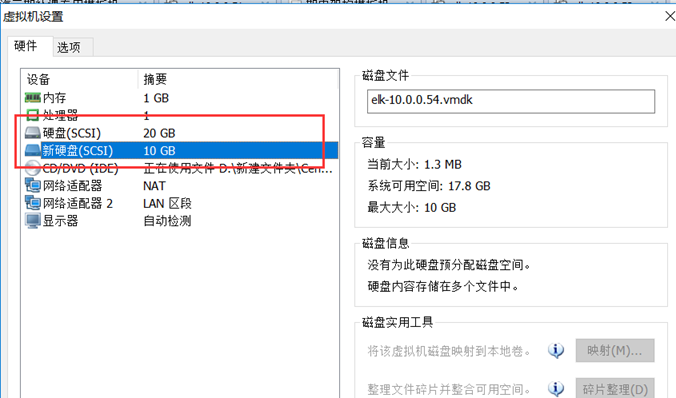 虚拟机设置
硬件
选项
设备 摘要
内存 1 GB
处理器 1
硬盘(SCSI) 20 GB
新硬盘(SCSI) 10 GB
CD/DVD (IDE) 正在使用文件 D:\新建文件夹\Cen...
网络适配器 NAT
网络适配器 2 LAN 区段
显示器 自动检测
磁盘文件
elk-10.0.0.54.vmdk
容量
当前大小: 1.3 MB
系统可用空间: 17.8 GB
最大大小: 10 GB
磁盘信息
没有为此硬盘预分配磁盘空间。
硬盘内容存储在多个文件中。
磁盘实用工具
将该虚拟机磁盘映射到本地卷。 映射(M)...
整理文件碎片并整合可用空间。 碎片整理(D)